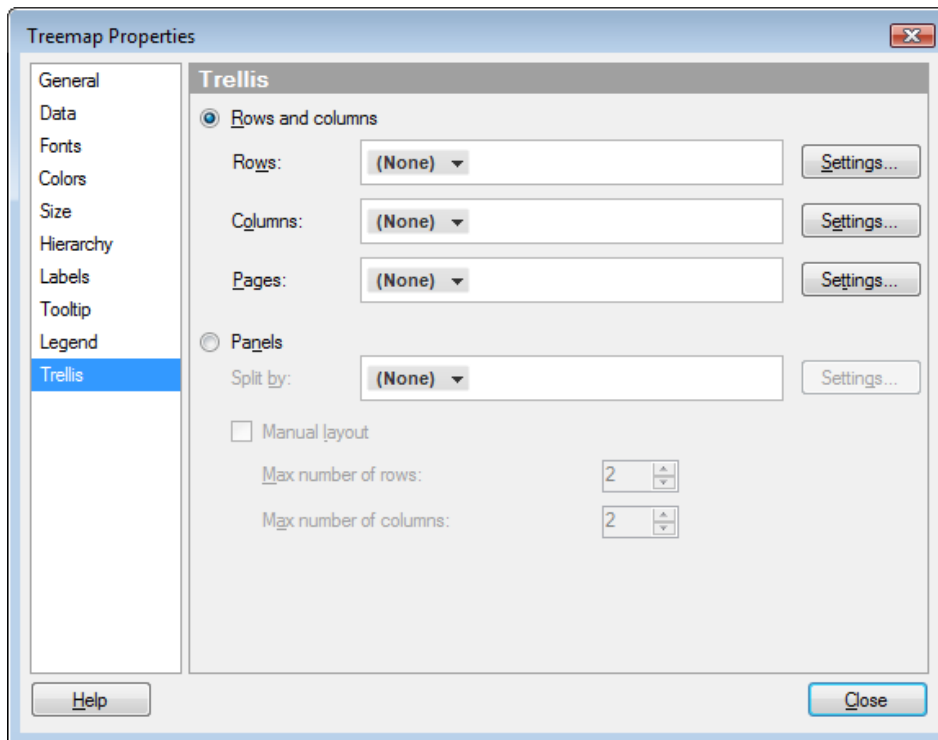 Treemap Properties
General
Data
Fonts
Colors
Size
Hierarchy
Labels
Tooltip
Legend
Trellis
Trellis
Rows and columns
Rows: (None) Settings...
Columns: (None) Settings...
Pages: (None) Settings...
Panels
Split by: (None) Settings...
Manual layout
Max number of rows: 2
Max number of columns: 2
Help Close